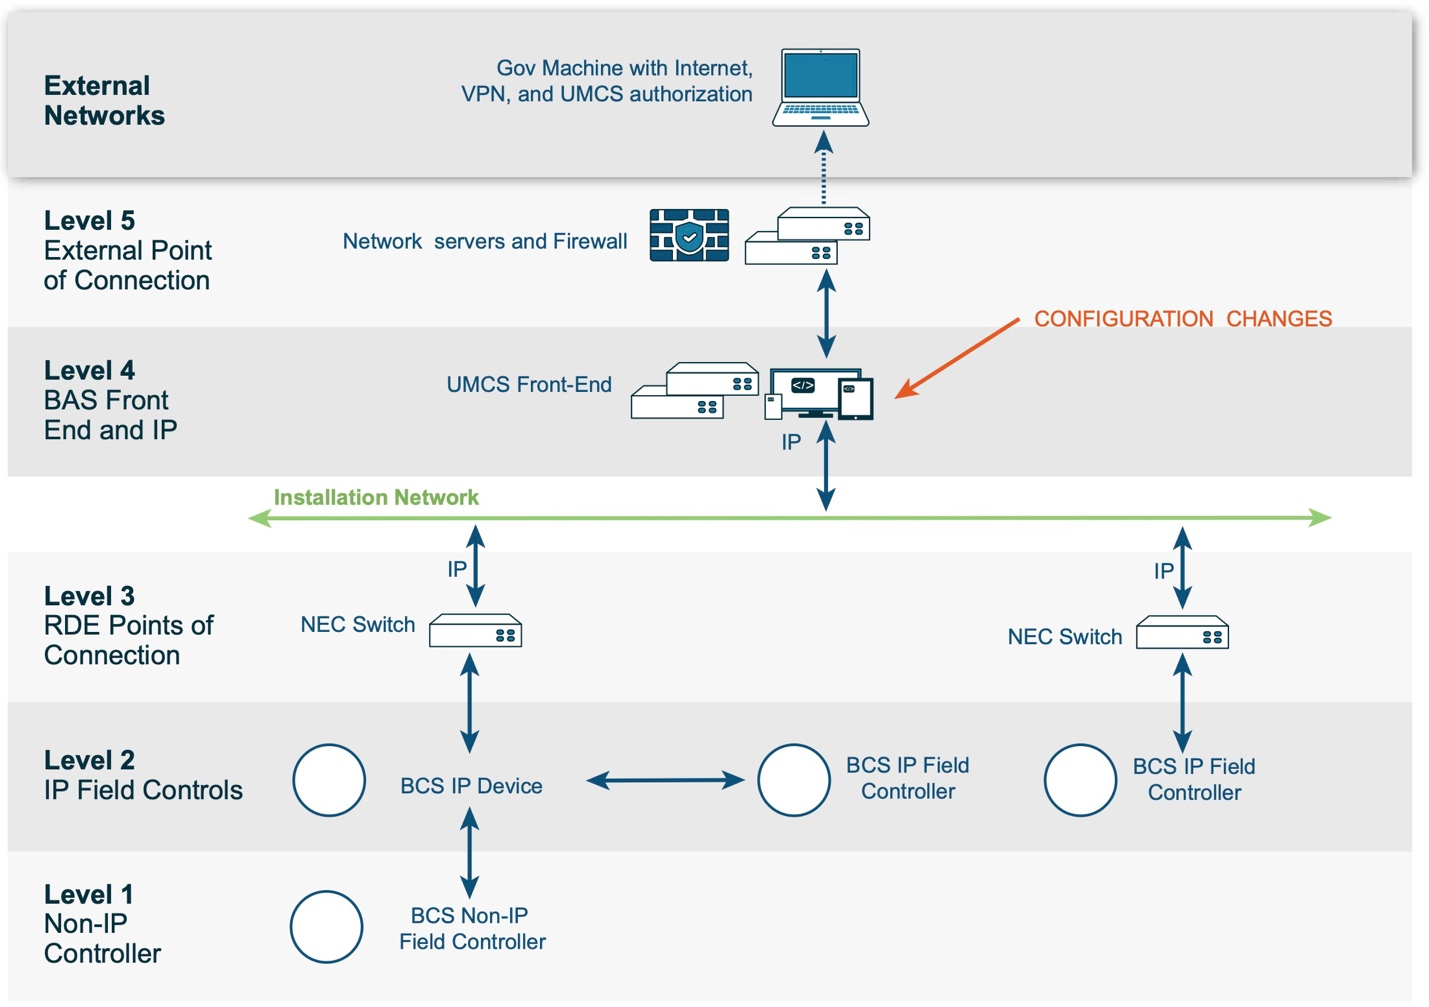 External
Networks
Gov Machine with Internet,
VPN, and UMCS authorization
Level 5
External Point
of Connection
Network servers and Firewall
CONFIGURATION CHANGES
Level 4
BAS Front
End and IP
UMCS Front-End
</>
</>
IP
Installation Network
IP
IP
Level 3
RDE Points of
Connection
NEC Switch
NEC Switch
Level 2
IP Field Controls
BCS IP Device
BCS IP Field
Controller
BCS IP Field
Controller
Level 1
Non-IP
Controller
BCS Non-IP
Field Controller